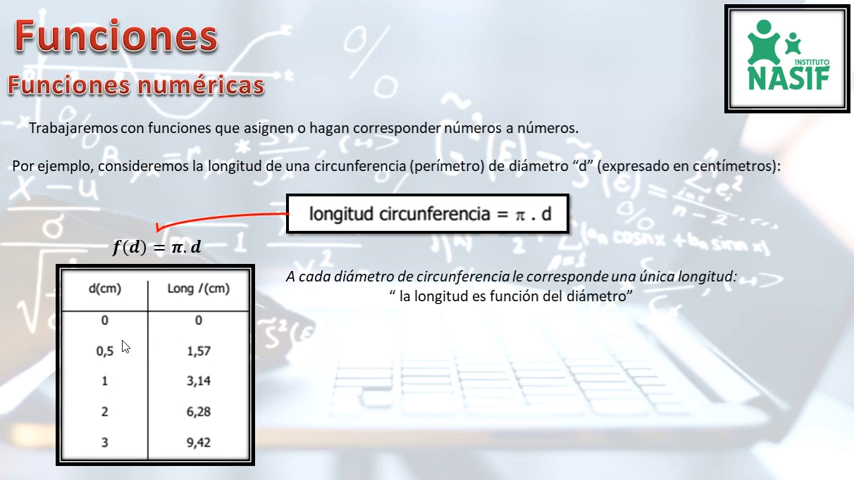 Funciones
Funciones numéricas
INSTITUTO
NASIF
Trabajaremos con funciones que asignen o hagan corresponder números a números.
Por ejemplo, consideremos la longitud de una circunferencia (perímetro) de diámetro “d” (expresado en centímetros):
longitud circunferencia = π . d
f(d) = π. d
A cada diámetro de circunferencia le corresponde una única longitud:
“ la longitud es función del diámetro”
d(cm) Long l(cm)
0 0
0,5 1,57
1 3,14
2 6,28
3 9,42